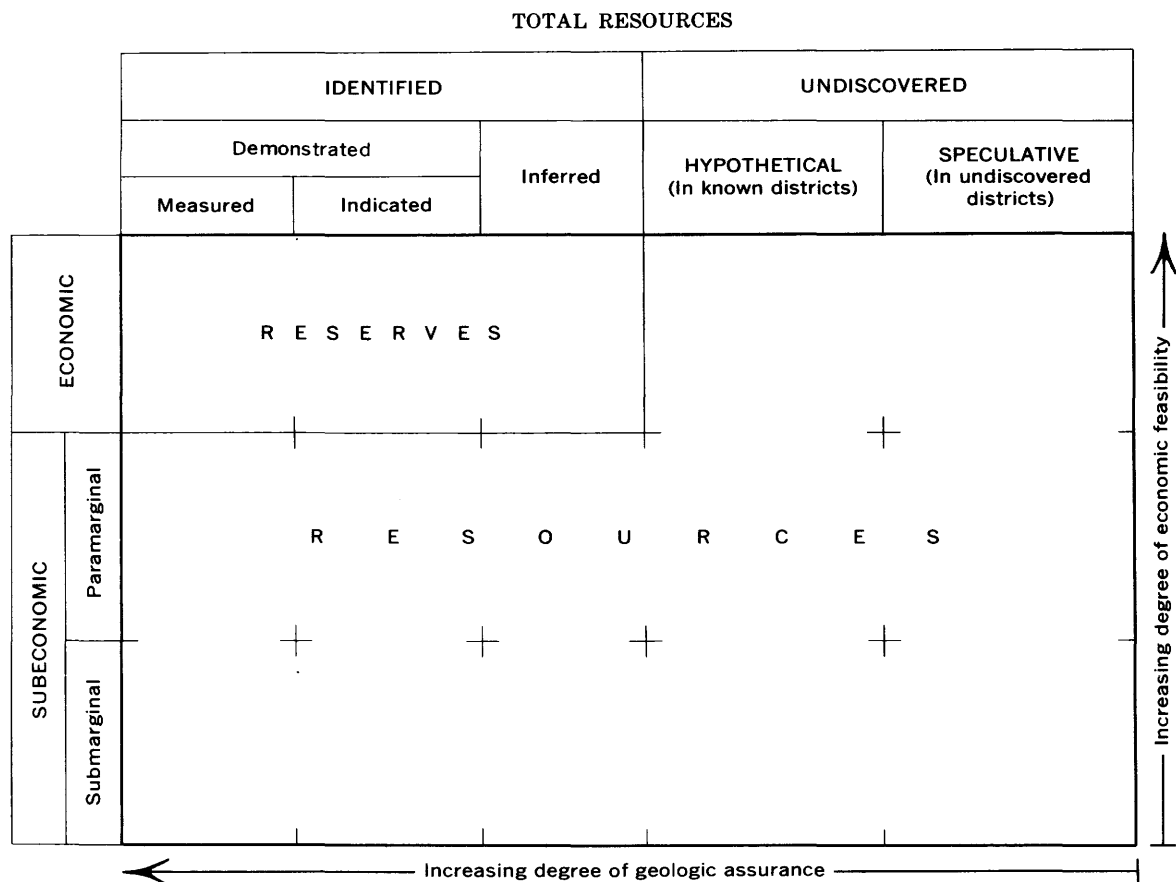 TOTAL RESOURCES
IDENTIFIED
UNDISCOVERED
Demonstrated
Inferred
HYPOTHETICAL
(In known districts)
SPECULATIVE
(In undiscovered
districts)
Measured
Indicated
ECONOMIC
R E S E R V E S
SUBECONOMIC
Paramarginal
R E S O U R C E S
Submarginal
Increasing degree of economic feasibility
Increasing degree of geologic assurance